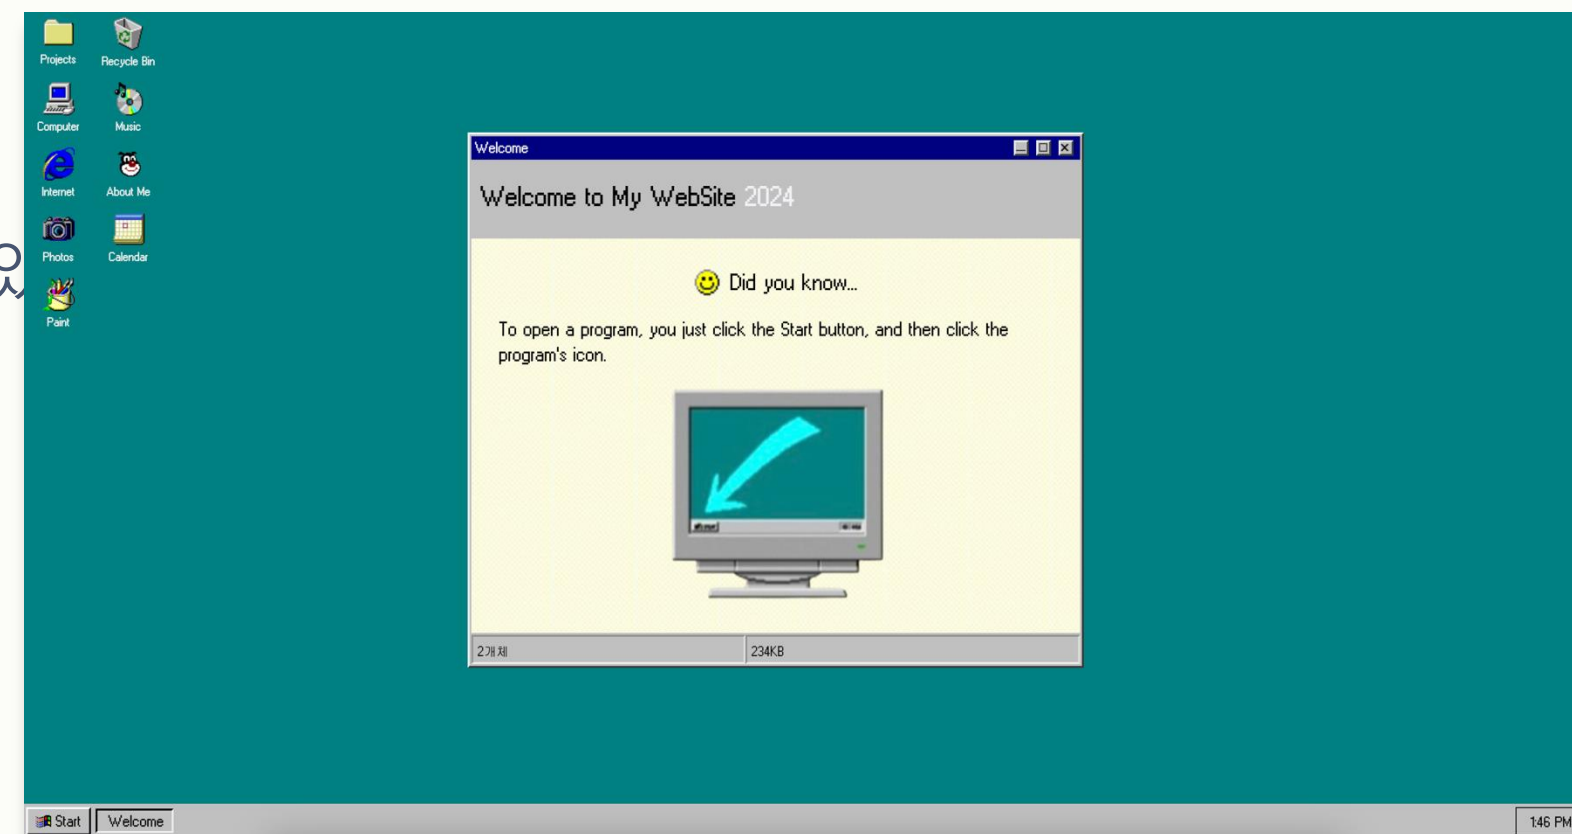 Projects
Recycle Bin
Computer
Music
Internet
About Me
Photos
Calendar
Paint
Welcome
Welcome to My WebSite 2024
Did you know...
To open a program, you just click the Start button, and then click the
program's icon.
2개체
234KB
Start
Welcome
1:46 PM